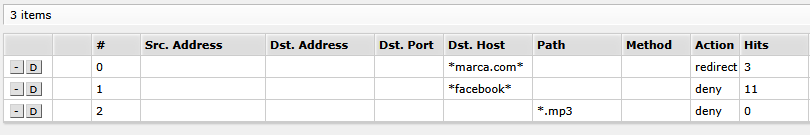 3 items
# Src. Address Dst. Address Dst. Port Dst. Host Path Method Action Hits
- D 0 *marca.com* redirect 3
- D 1 *facebook* deny 11
- D 2 *.mp3 deny 0